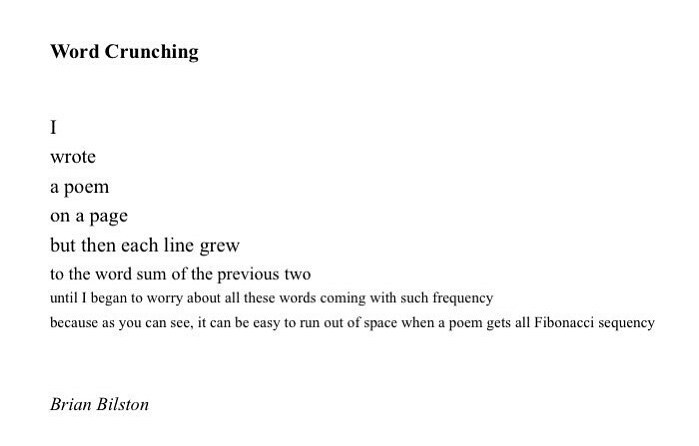 Word Crunching
I
wrote
a poem
on a page
but then each line grew
to the word sum of the previous two
until I began to worry about all these words coming with such frequency
because as you can see, it can be easy to run out of space when a poem gets all Fibonacci sequency
Brian Bilston